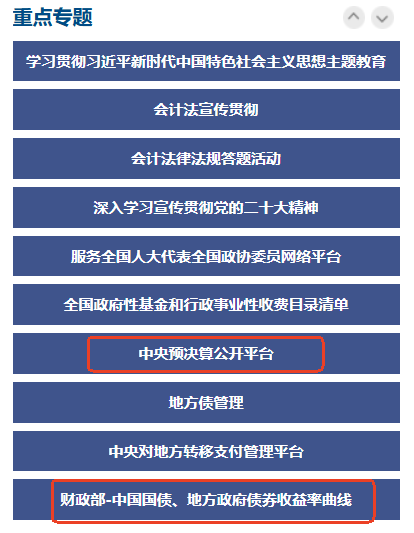 重点专题
学习贯彻习近平新时代中国特色社会主义思想主题教育
会计法宣传贯彻
会计法律法规答题活动
深入学习宣传贯彻党的二十大精神
服务全国人大代表全国政协委员网络平台
全国政府性基金和行政事业性收费目录清单
中央预决算公开平台
地方债管理
中央对地方转移支付管理平台
财政部-中国国债、地方政府债券收益率曲线